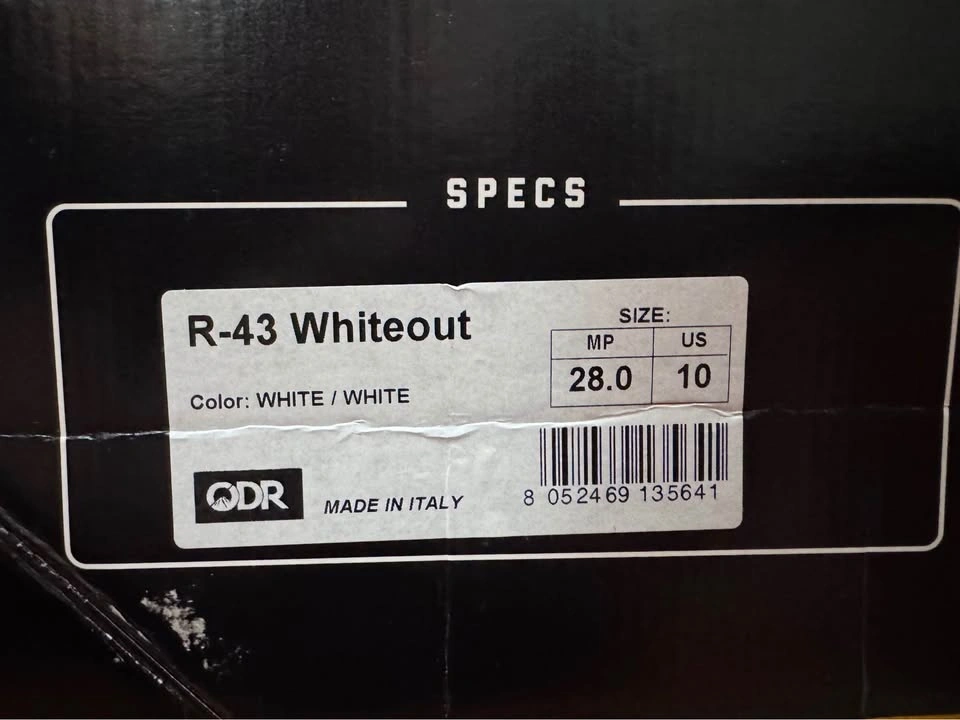 SPECS
R-43 Whiteout
Color: WHITE / WHITE
SIZE:
MP US
28.0 10
8 052469 135641
ODR
MADE IN ITALY